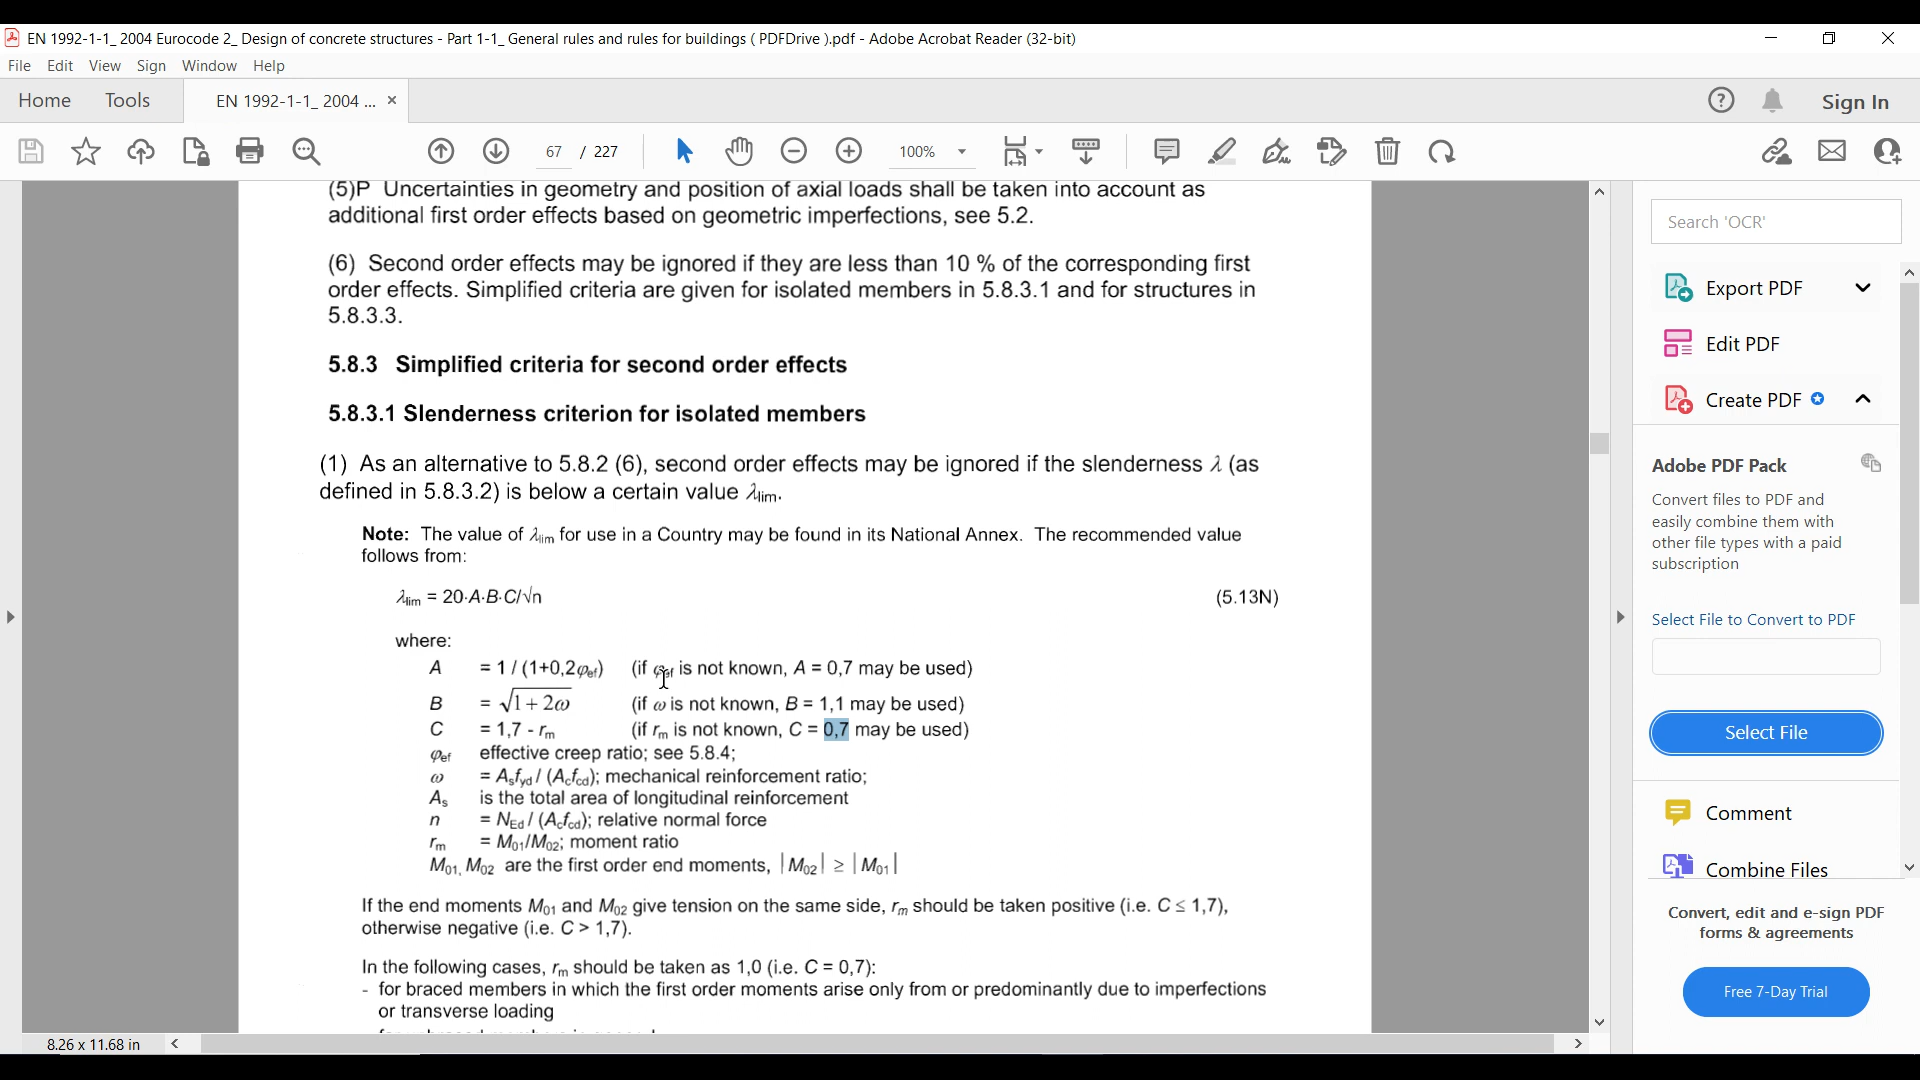 EN 1992-1-1_ 2004 Eurocode 2_ Design of concrete structures - Part 1-1_ General rules and rules for buildings ( PDFDrive ).pdf - Adobe Acrobat Reader (32-bit)
File Edit View Sign Window Help
Home Tools EN 1992-1-1_ 2004 ... × Sign In
67 / 227 100%
(5)P Uncertainties in geometry and position of axial loads shall be taken into account as
additional first order effects based on geometric imperfections, see 5.2.
(6) Second order effects may be ignored if they are less than 10 % of the corresponding first
order effects. Simplified criteria are given for isolated members in 5.8.3.1 and for structures in
5.8.3.3.
5.8.3 Simplified criteria for second order effects
5.8.3.1 Slenderness criterion for isolated members
(1) As an alternative to 5.8.2 (6), second order effects may be ignored if the slenderness λ (as
defined in 5.8.3.2) is below a certain value λlim.
Note: The value of λlim for use in a Country may be found in its National Annex. The recommended value
follows from:
λlim = 20·A·B·C/√n (5.13N)
where:
A = 1 / (1+0,2φef) (if φef is not known, A = 0,7 may be used)
B = √1 + 2ω (if ω is not known, B = 1,1 may be used)
C = 1,7 - rm (if rm is not known, C = 0,7 may be used)
φef effective creep ratio; see 5.8.4;
ω = Asfyd / (Acfcd); mechanical reinforcement ratio;
As is the total area of longitudinal reinforcement
n = NEd / (Acfcd); relative normal force
rm = M01/M02; moment ratio
M01, M02 are the first order end moments, |M02| ≥ |M01|
If the end moments M01 and M02 give tension on the same side, rm should be taken positive (i.e. C ≤ 1,7),
otherwise negative (i.e. C > 1,7).
In the following cases, rm should be taken as 1,0 (i.e. C = 0,7):
- for braced members in which the first order moments arise only from or predominantly due to imperfections
or transverse loading
8.26 x 11.68 in
Search 'OCR'
Export PDF
Edit PDF
Create PDF
Adobe PDF Pack
Convert files to PDF and
easily combine them with
other file types with a paid
subscription
Select File to Convert to PDF
Select File
Comment
Combine Files
Convert, edit and e-sign PDF
forms & agreements
Free 7-Day Trial